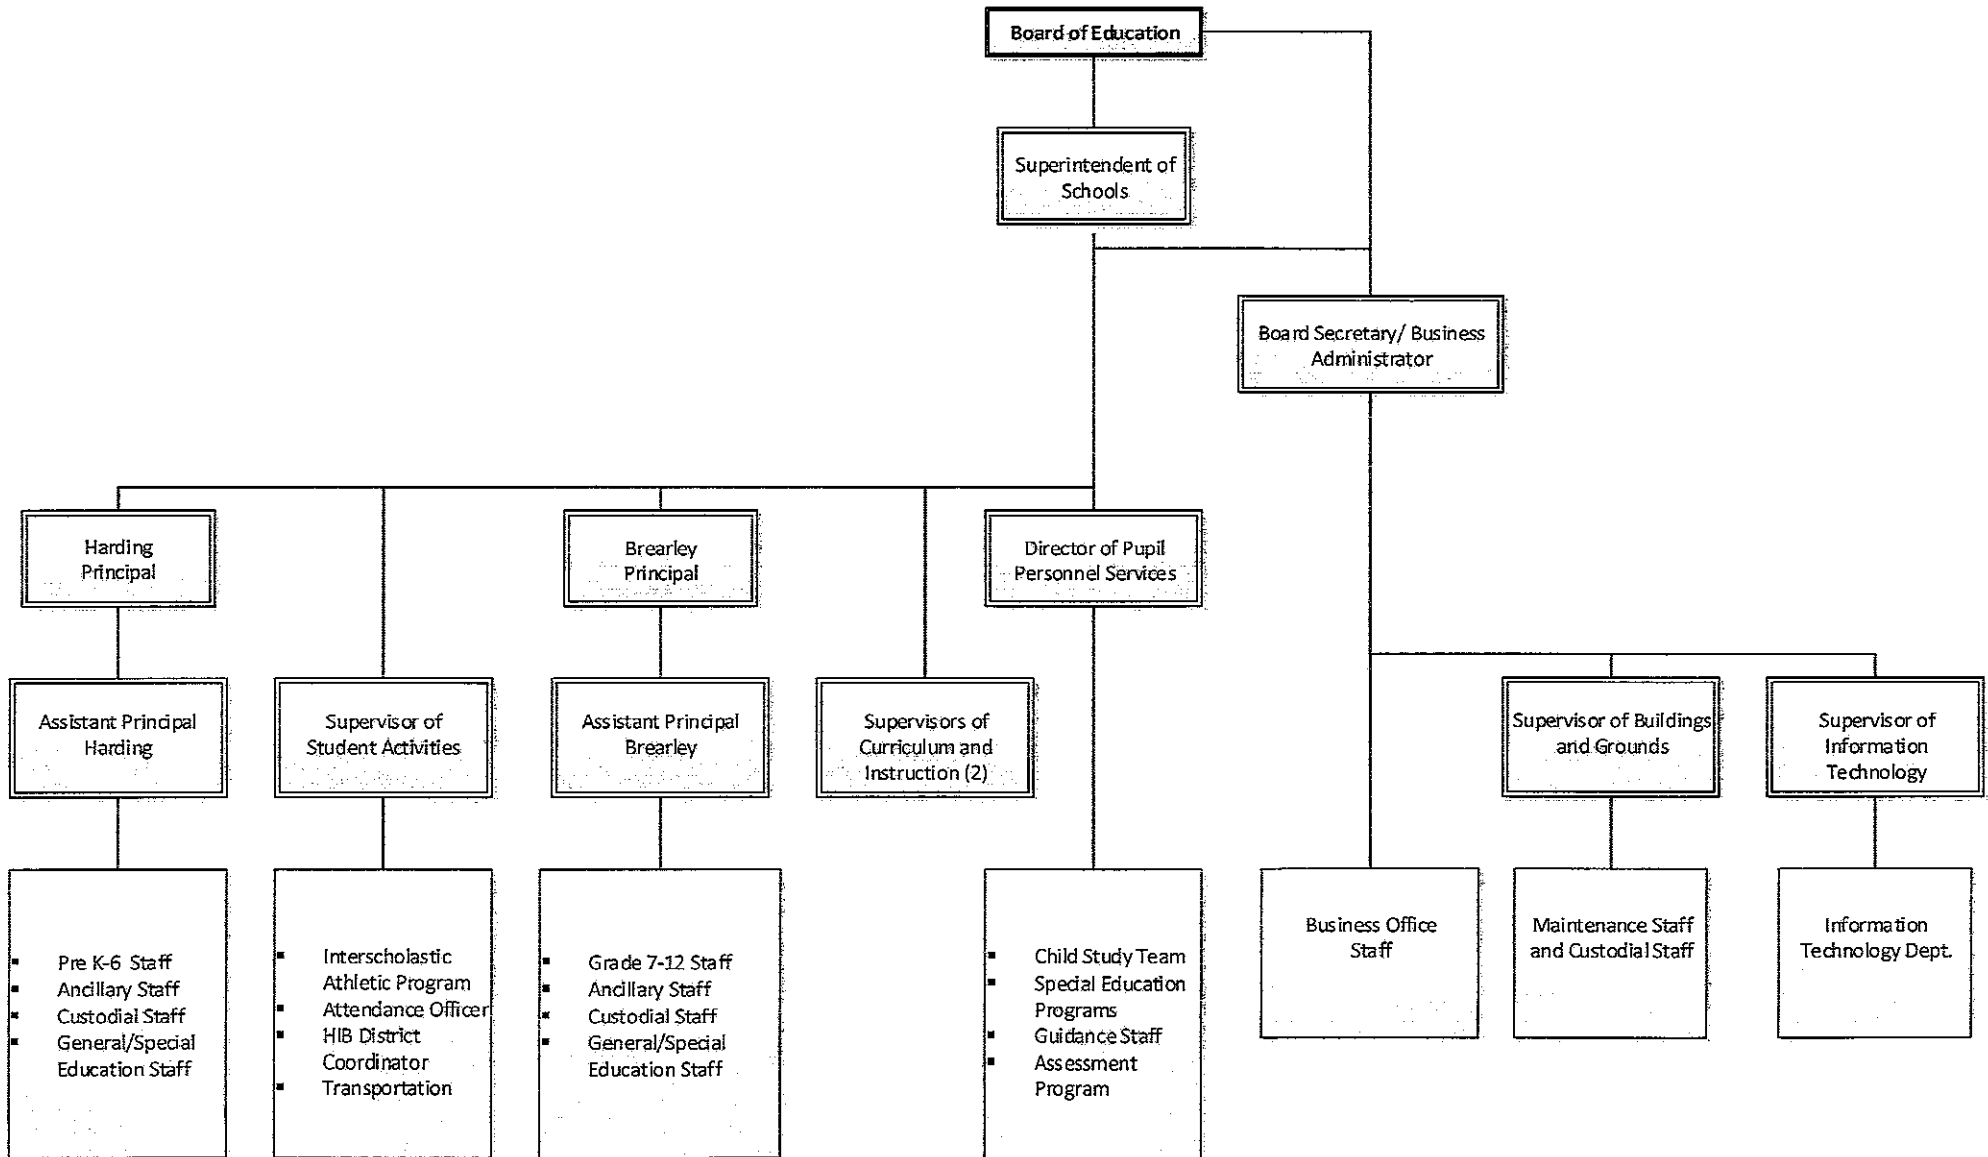 Board of Education
Superintendent of
Schools
Board Secretary/ Business
Administrator
Harding
Principal
Brearley
Principal
Director of Pupil
Personnel Services
Assistant Principal
Harding
Supervisor of
Student Activities
Assistant Principal
Brearley
Supervisors of
Curriculum and
Instruction (2)
Supervisor of Buildings
and Grounds
Supervisor of
Information
Technology
▪ Pre K-6 Staff
▪ Ancillary Staff
▪ Custodial Staff
▪ General/Special
Education Staff
▪ Interscholastic
Athletic Program
▪ Attendance Officer
▪ HIB District
Coordinator
▪ Transportation
▪ Grade 7-12 Staff
▪ Ancillary Staff
▪ Custodial Staff
▪ General/Special
Education Staff
▪ Child Study Team
▪ Special Education
Programs
▪ Guidance Staff
▪ Assessment
Program
Business Office
Staff
Maintenance Staff
and Custodial Staff
Information
Technology Dept.